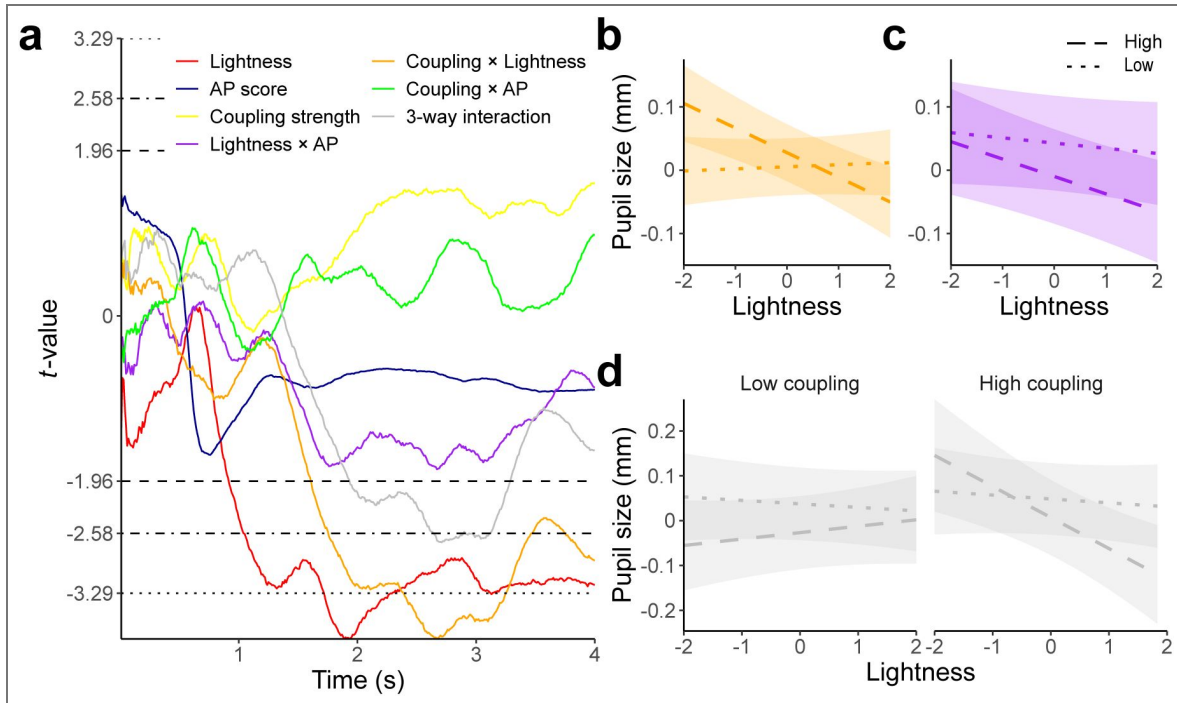 a
3.29
2.58
1.96
0
-1.96
-2.58
-3.29
t-value
Lightness
AP score
Coupling strength
Lightness × AP
Coupling × Lightness
Coupling × AP
3-way interaction
1
2
3
4
Time (s)
b
0.1
0
-0.1
Pupil size (mm)
-2
-1
0
1
2
Lightness
c
High
Low
0.1
0
-0.1
-2
-1
0
1
2
Lightness
d
Low coupling
High coupling
0.2
0.1
0
-0.1
-0.2
Pupil size (mm)
-2
-1
0
1
2
-2
-1
0
1
2
Lightness